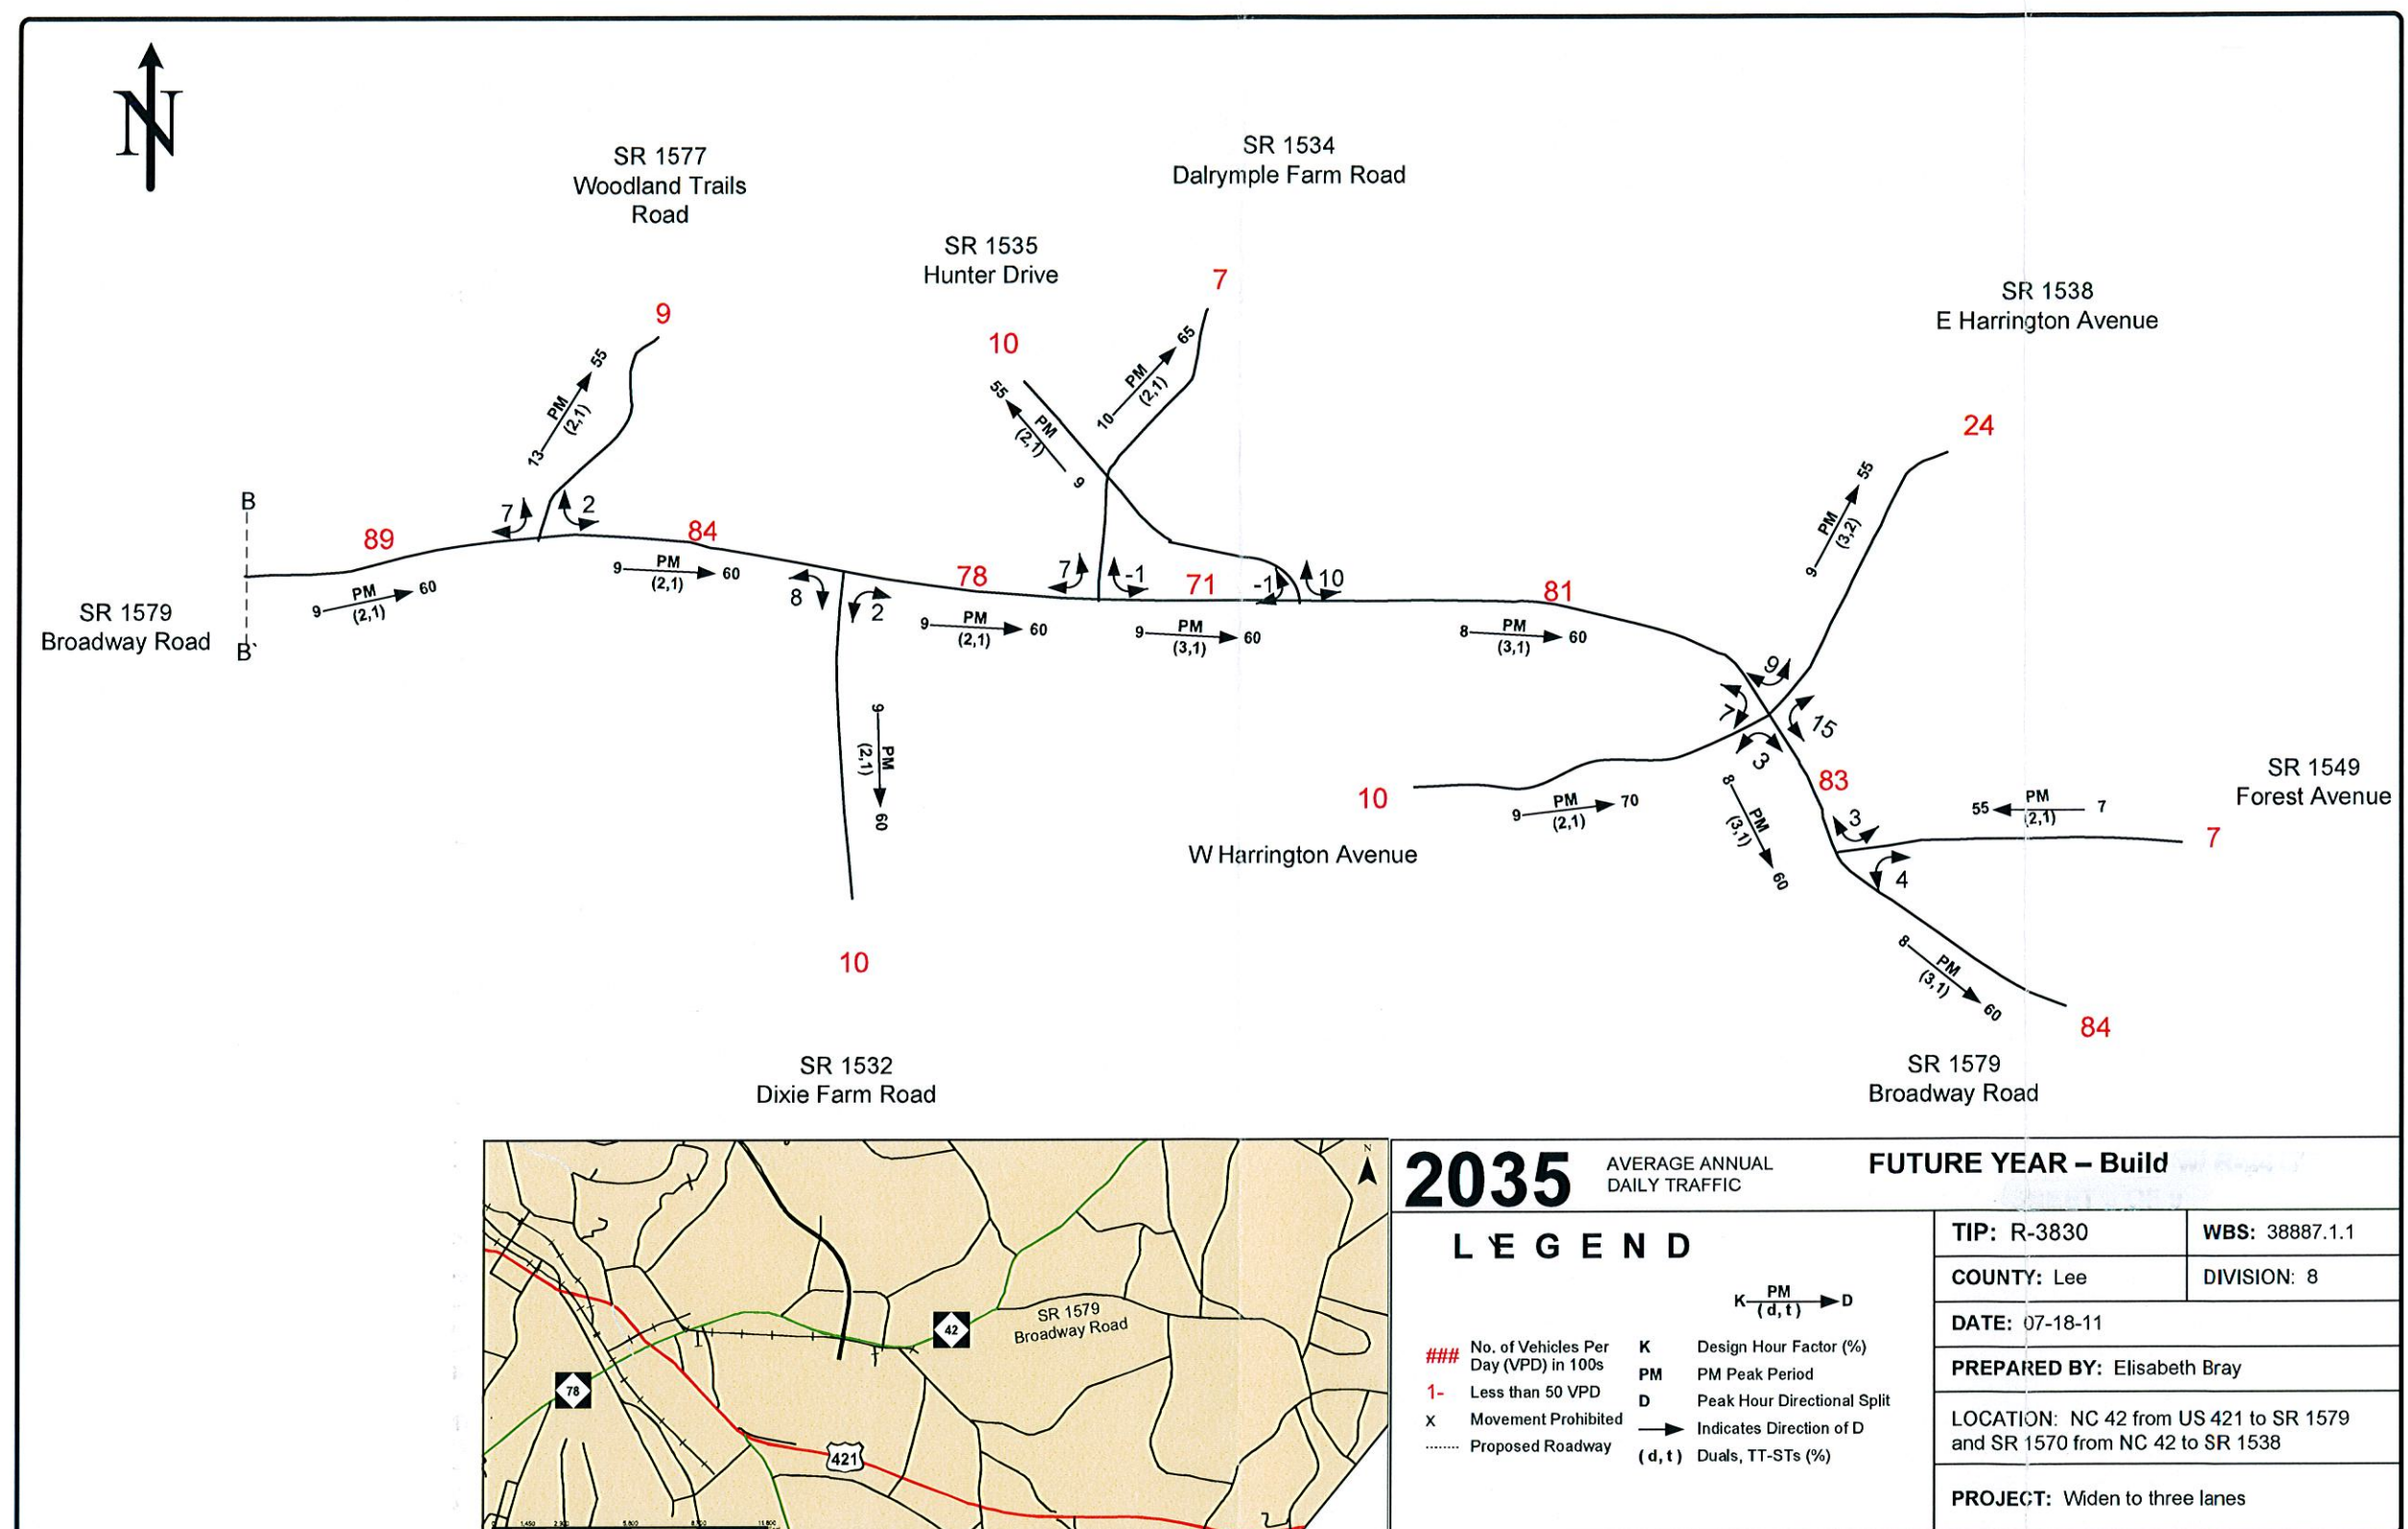 N
SR 1577
Woodland Trails
Road
SR 1534
Dalrymple Farm Road
SR 1535
Hunter Drive
SR 1538
E Harrington Avenue
9
13 PM 55
(2,1)
10
55 PM 9
(2,1)
7
10 PM 65
(2,1)
24
9 PM 55
(3,2)
B
B`
SR 1579
Broadway Road
89
9 PM 60
(2,1)
7
2
84
9 PM 60
(2,1)
8
2
78
9 PM 60
(2,1)
7
-1
71
9 PM 60
(3,1)
-1
10
81
8 PM 60
(3,1)
9
7
15
3
9 PM 60
(2,1)
10
SR 1532
Dixie Farm Road
10
9 PM 70
(2,1)
W Harrington Avenue
83
8 PM 60
(3,1)
SR 1549
Forest Avenue
55 PM 7
(2,1)
7
3
4
8 PM 60
(3,1)
84
SR 1579
Broadway Road
N
SR 1579
Broadway Road
42
78
421
2035
AVERAGE ANNUAL
DAILY TRAFFIC
FUTURE YEAR – Build
LEGEND
K PM D
(d, t)
### No. of Vehicles Per
Day (VPD) in 100s
1- Less than 50 VPD
X Movement Prohibited
Proposed Roadway
K Design Hour Factor (%)
PM PM Peak Period
D Peak Hour Directional Split
Indicates Direction of D
(d, t) Duals, TT-STs (%)
TIP: R-3830
WBS: 38887.1.1
COUNTY: Lee
DIVISION: 8
DATE: 07-18-11
PREPARED BY: Elisabeth Bray
LOCATION: NC 42 from US 421 to SR 1579
and SR 1570 from NC 42 to SR 1538
PROJECT: Widen to three lanes